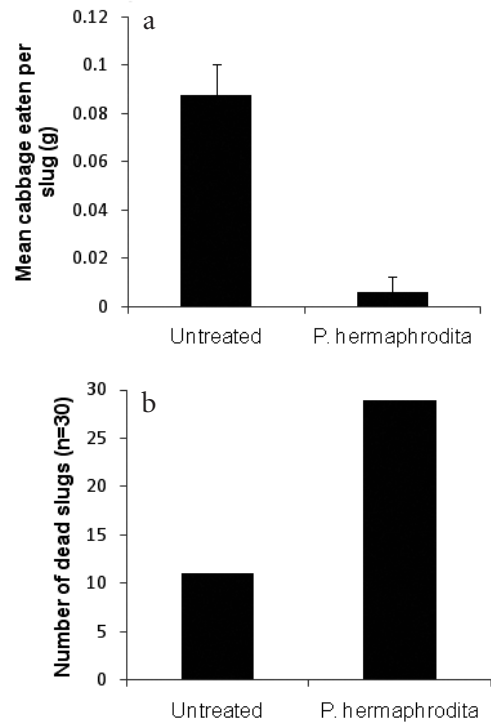 a
Mean cabbage eaten per
slug (g)
0.12
0.1
0.08
0.06
0.04
0.02
0
Untreated P. hermaphrodita
b
Number of dead slugs (n=30)
30
25
20
15
10
5
0
Untreated P. hermaphrodita